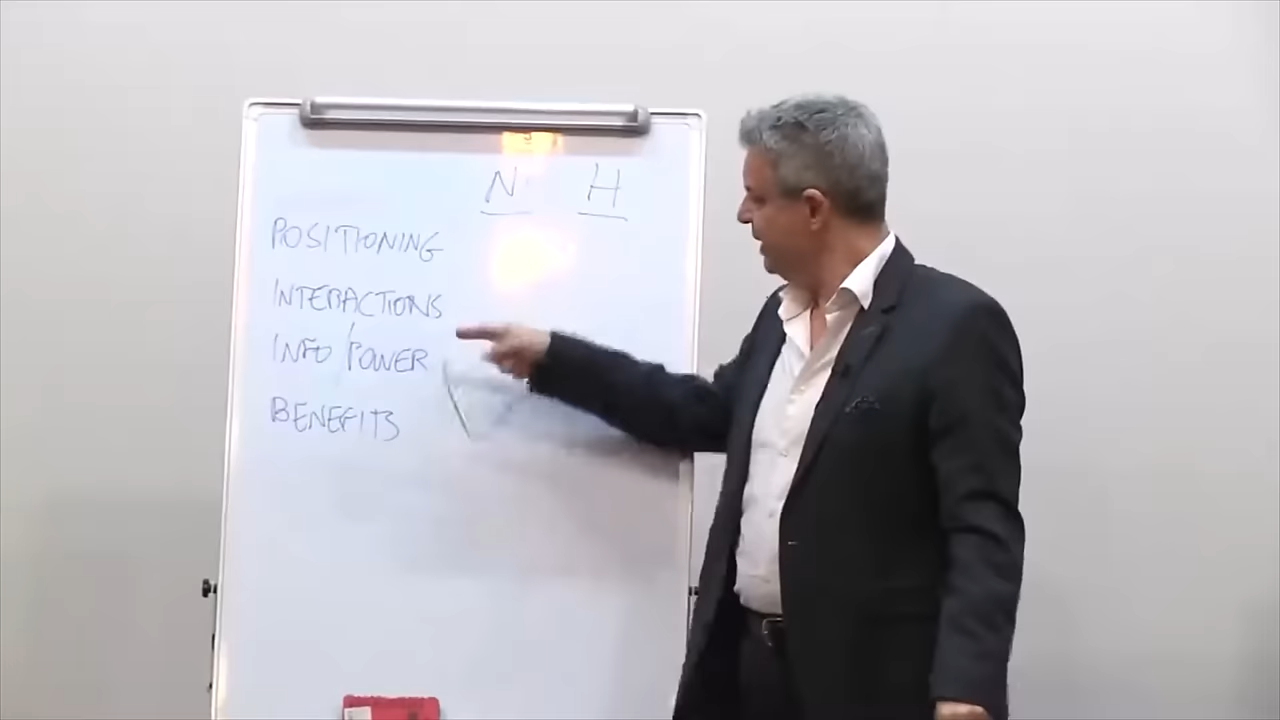 N H
POSITIONING
INTERACTIONS
INFO/POWER
BENEFITS